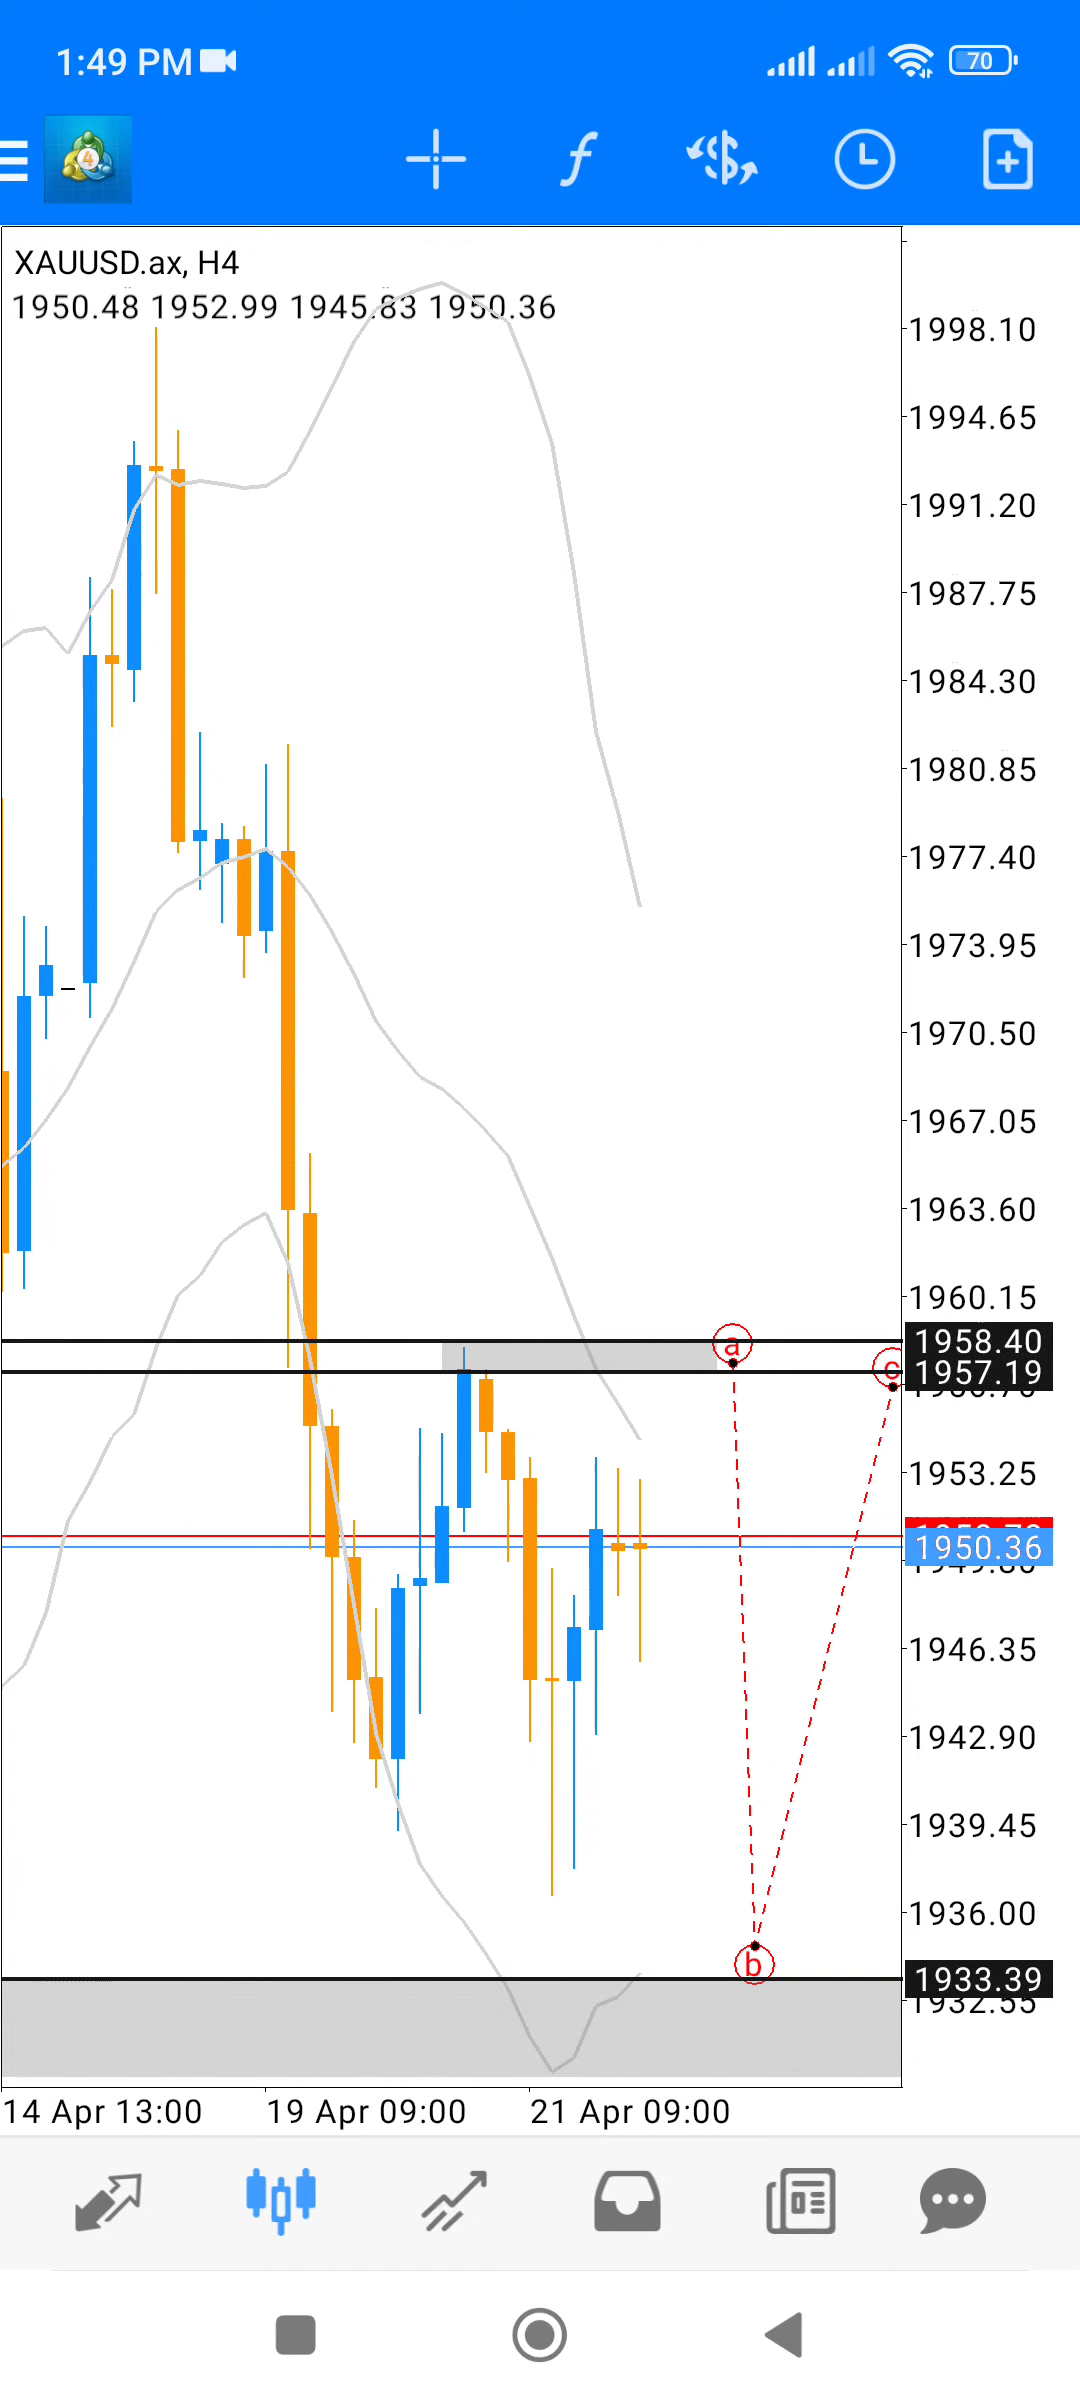 1:49 PM
70
4
XAUUSD.ax, H4
1950.48 1952.99 1945.83 1950.36
1998.10
1994.65
1991.20
1987.75
1984.30
1980.85
1977.40
1973.95
1970.50
1967.05
1963.60
1960.15
1958.40
a
1957.19
c
1953.25
1950.36
1946.35
1942.90
1939.45
1936.00
b
1933.39
1932.55
14 Apr 13:00
19 Apr 09:00
21 Apr 09:00